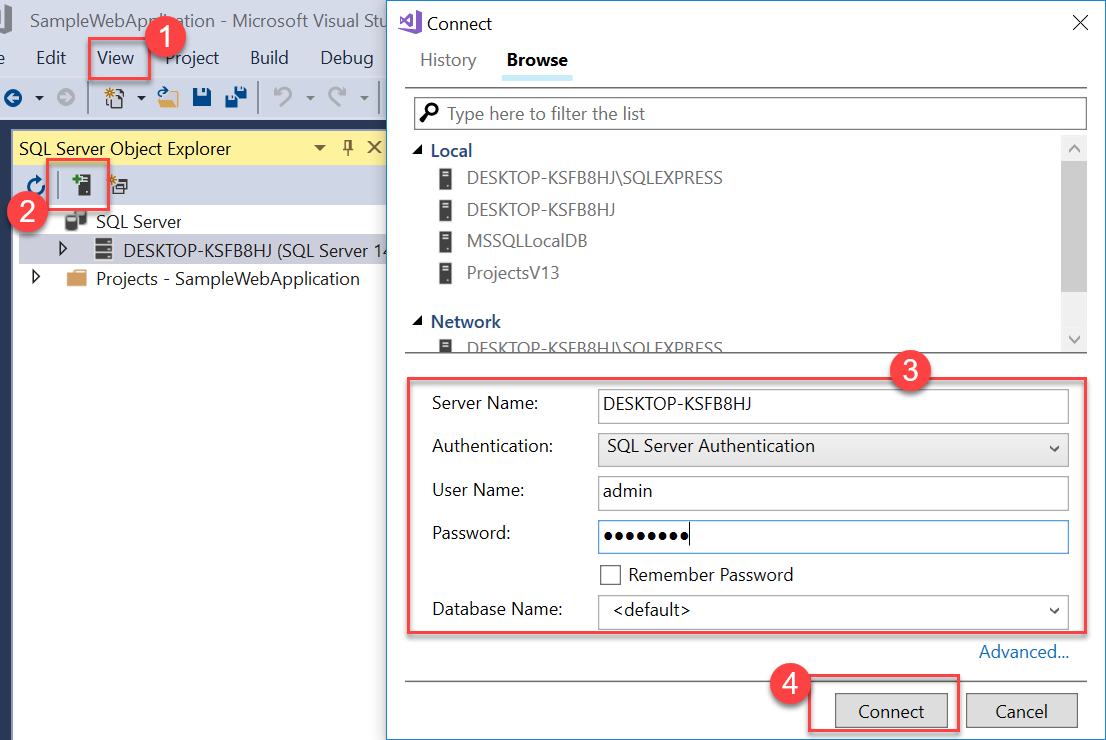 SampleWebApplication - Microsoft Visual Stu
Edit View Project Build Debug
1
SQL Server Object Explorer
2
SQL Server
DESKTOP-KSFB8HJ (SQL Server 14
Projects - SampleWebApplication
Connect
History Browse
Type here to filter the list
Local
DESKTOP-KSFB8HJ\SQLEXPRESS
DESKTOP-KSFB8HJ
MSSQLLocalDB
ProjectsV13
Network
DESKTOP-KSFB8HJ\SQLEXPRESS
3
Server Name: DESKTOP-KSFB8HJ
Authentication: SQL Server Authentication
User Name: admin
Password: ●●●●●●●●
Remember Password
Database Name: <default>
Advanced...
4
Connect Cancel